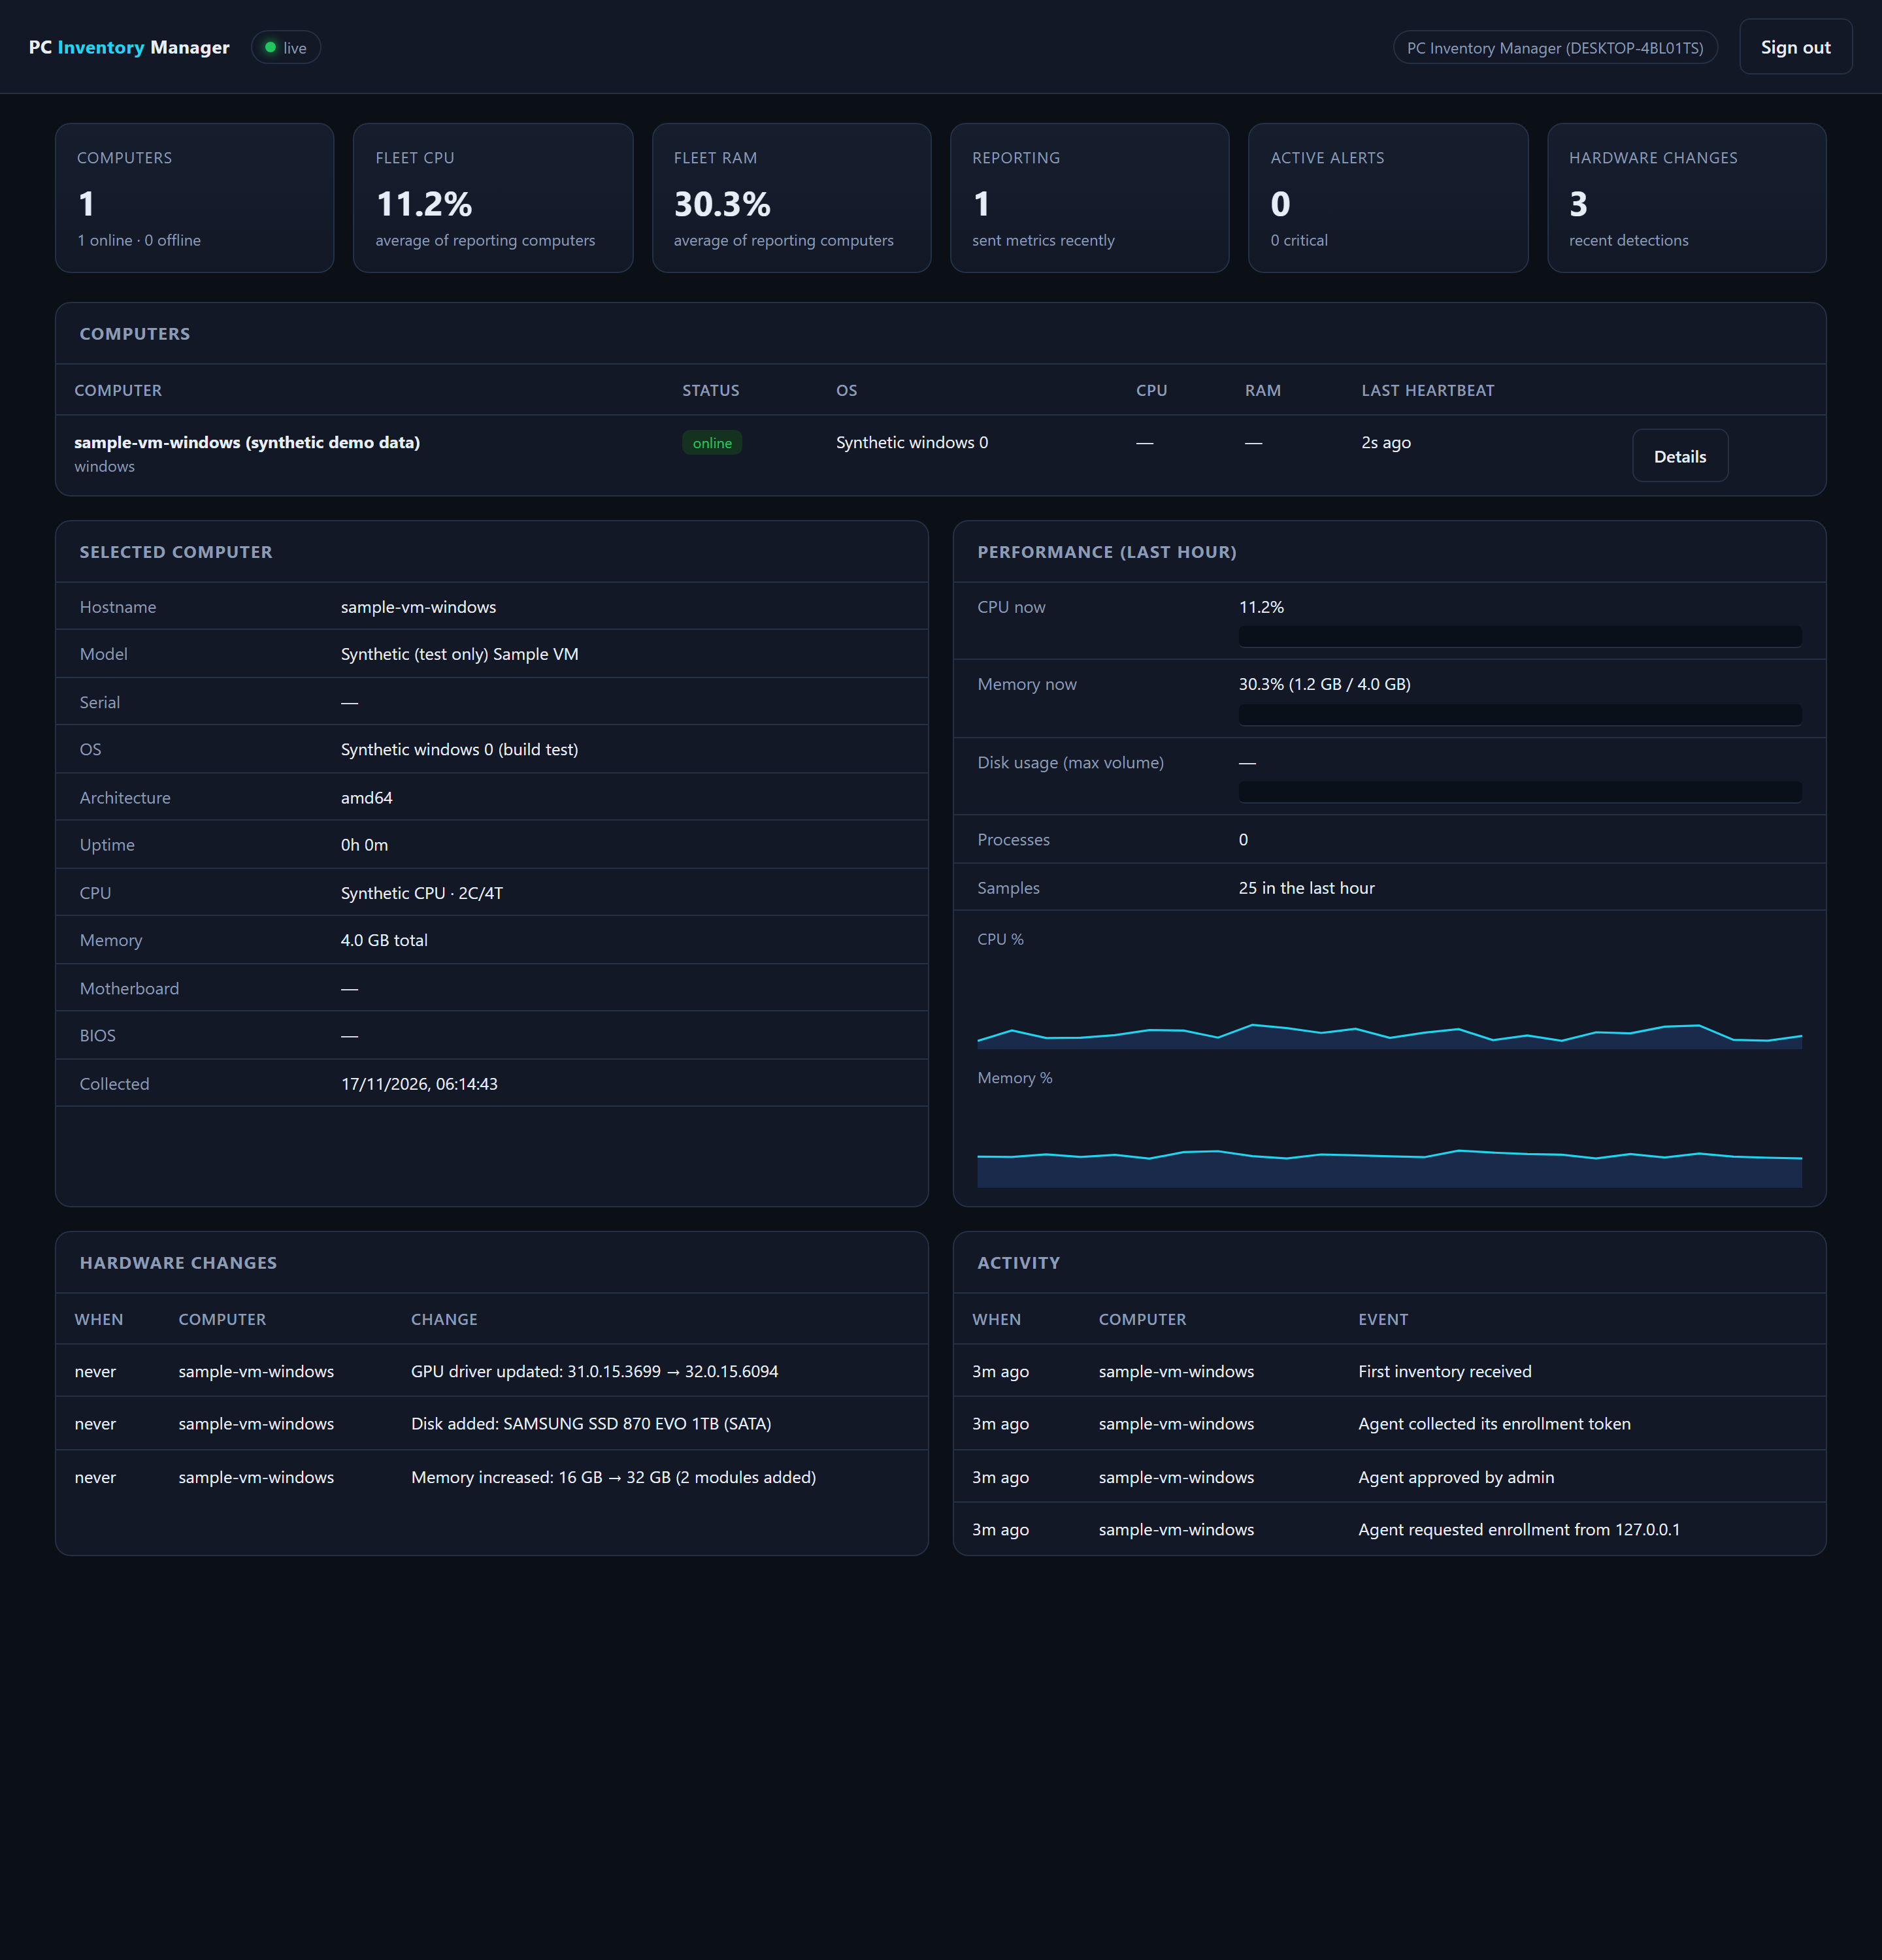 PC Inventory Manager
live
PC Inventory Manager (DESKTOP-4BL01TS)
Sign out
COMPUTERS
1
1 online · 0 offline
FLEET CPU
11.2%
average of reporting computers
FLEET RAM
30.3%
average of reporting computers
REPORTING
1
sent metrics recently
ACTIVE ALERTS
0
0 critical
HARDWARE CHANGES
3
recent detections
COMPUTERS
COMPUTER STATUS OS CPU RAM LAST HEARTBEAT
sample-vm-windows (synthetic demo data) online Synthetic windows 0 — — 2s ago Details
windows
SELECTED COMPUTER
Hostname sample-vm-windows
Model Synthetic (test only) Sample VM
Serial —
OS Synthetic windows 0 (build test)
Architecture amd64
Uptime 0h 0m
CPU Synthetic CPU · 2C/4T
Memory 4.0 GB total
Motherboard —
BIOS —
Collected 17/11/2026, 06:14:43
PERFORMANCE (LAST HOUR)
CPU now 11.2%
Memory now 30.3% (1.2 GB / 4.0 GB)
Disk usage (max volume) —
Processes 0
Samples 25 in the last hour
CPU %
Memory %
HARDWARE CHANGES
WHEN COMPUTER CHANGE
never sample-vm-windows GPU driver updated: 31.0.15.3699 → 32.0.15.6094
never sample-vm-windows Disk added: SAMSUNG SSD 870 EVO 1TB (SATA)
never sample-vm-windows Memory increased: 16 GB → 32 GB (2 modules added)
ACTIVITY
WHEN COMPUTER EVENT
3m ago sample-vm-windows First inventory received
3m ago sample-vm-windows Agent collected its enrollment token
3m ago sample-vm-windows Agent approved by admin
3m ago sample-vm-windows Agent requested enrollment from 127.0.0.1